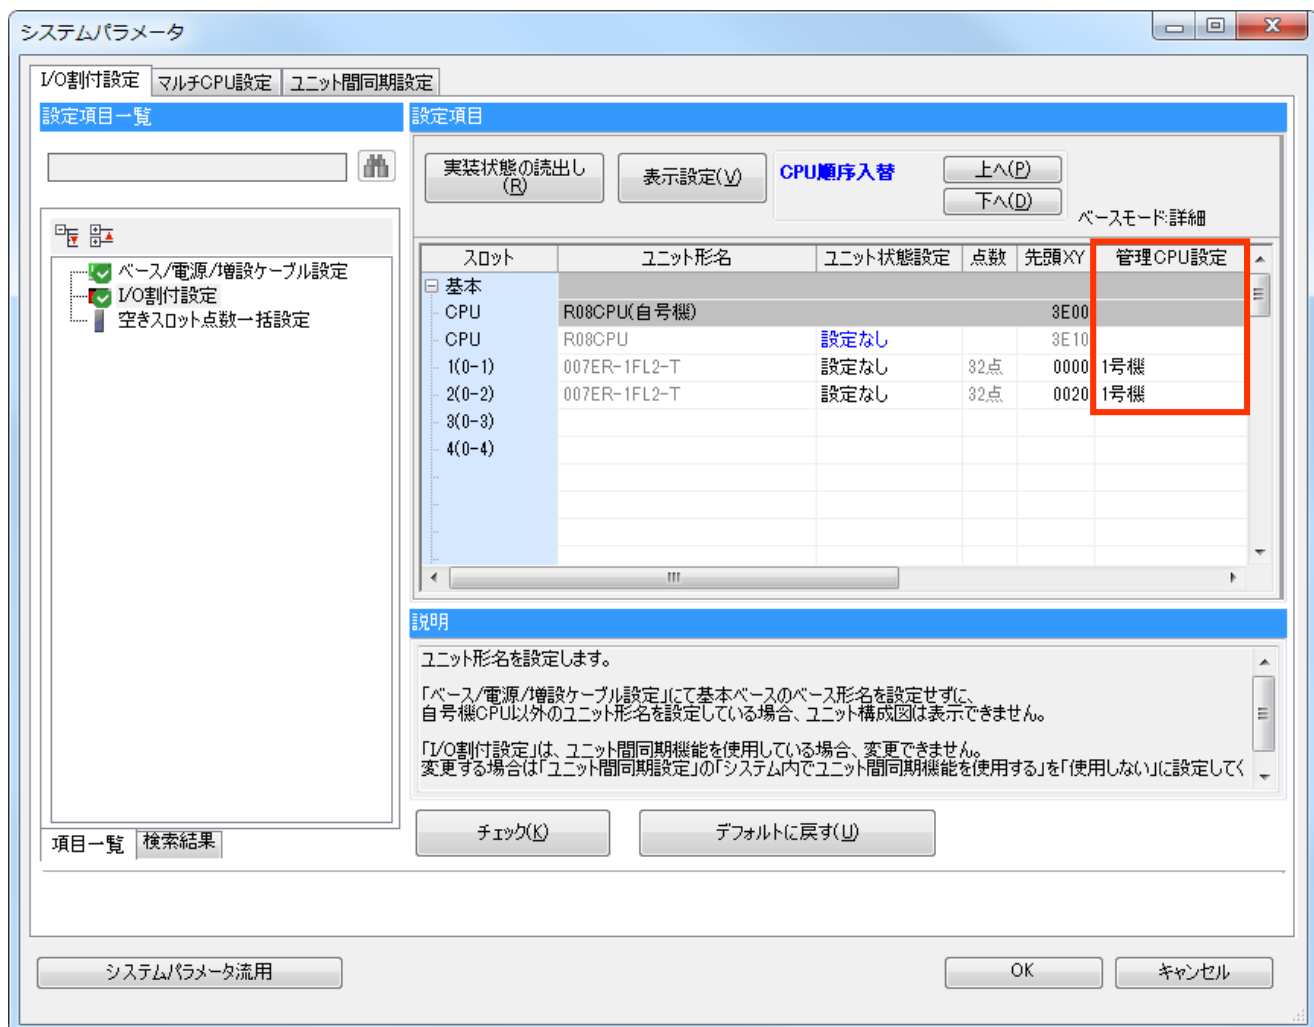 システムパラメータ
I/O割付設定 マルチCPU設定 ユニット間同期設定
設定項目一覧
設定項目
実装状態の読出し(R)
表示設定(V)
CPU順序入替
上へ(P)
下へ(D)
ベースモード:詳細
ベース/電源/増設ケーブル設定
I/O割付設定
空きスロット点数一括設定
スロット ユニット形名 ユニット状態設定 点数 先頭XY 管理CPU設定
基本
CPU R08CPU(自号機) 3E00
CPU R08CPU 設定なし 3E10
1(0-1) 007ER-1FL2-T 設定なし 32点 0000 1号機
2(0-2) 007ER-1FL2-T 設定なし 32点 0020 1号機
3(0-3)
4(0-4)
説明
ユニット形名を設定します。
「ベース/電源/増設ケーブル設定」にて基本ベースのベース形名を設定せずに、
自号機CPU以外のユニット形名を設定している場合、ユニット構成図は表示できません。
「I/O割付設定」は、ユニット間同期機能を使用している場合、変更できません。
変更する場合は「ユニット間同期設定」の「システム内でユニット間同期機能を使用する」を「使用しない」に設定してく
項目一覧 検索結果
チェック(K)
デフォルトに戻す(U)
システムパラメータ流用
OK
キャンセル